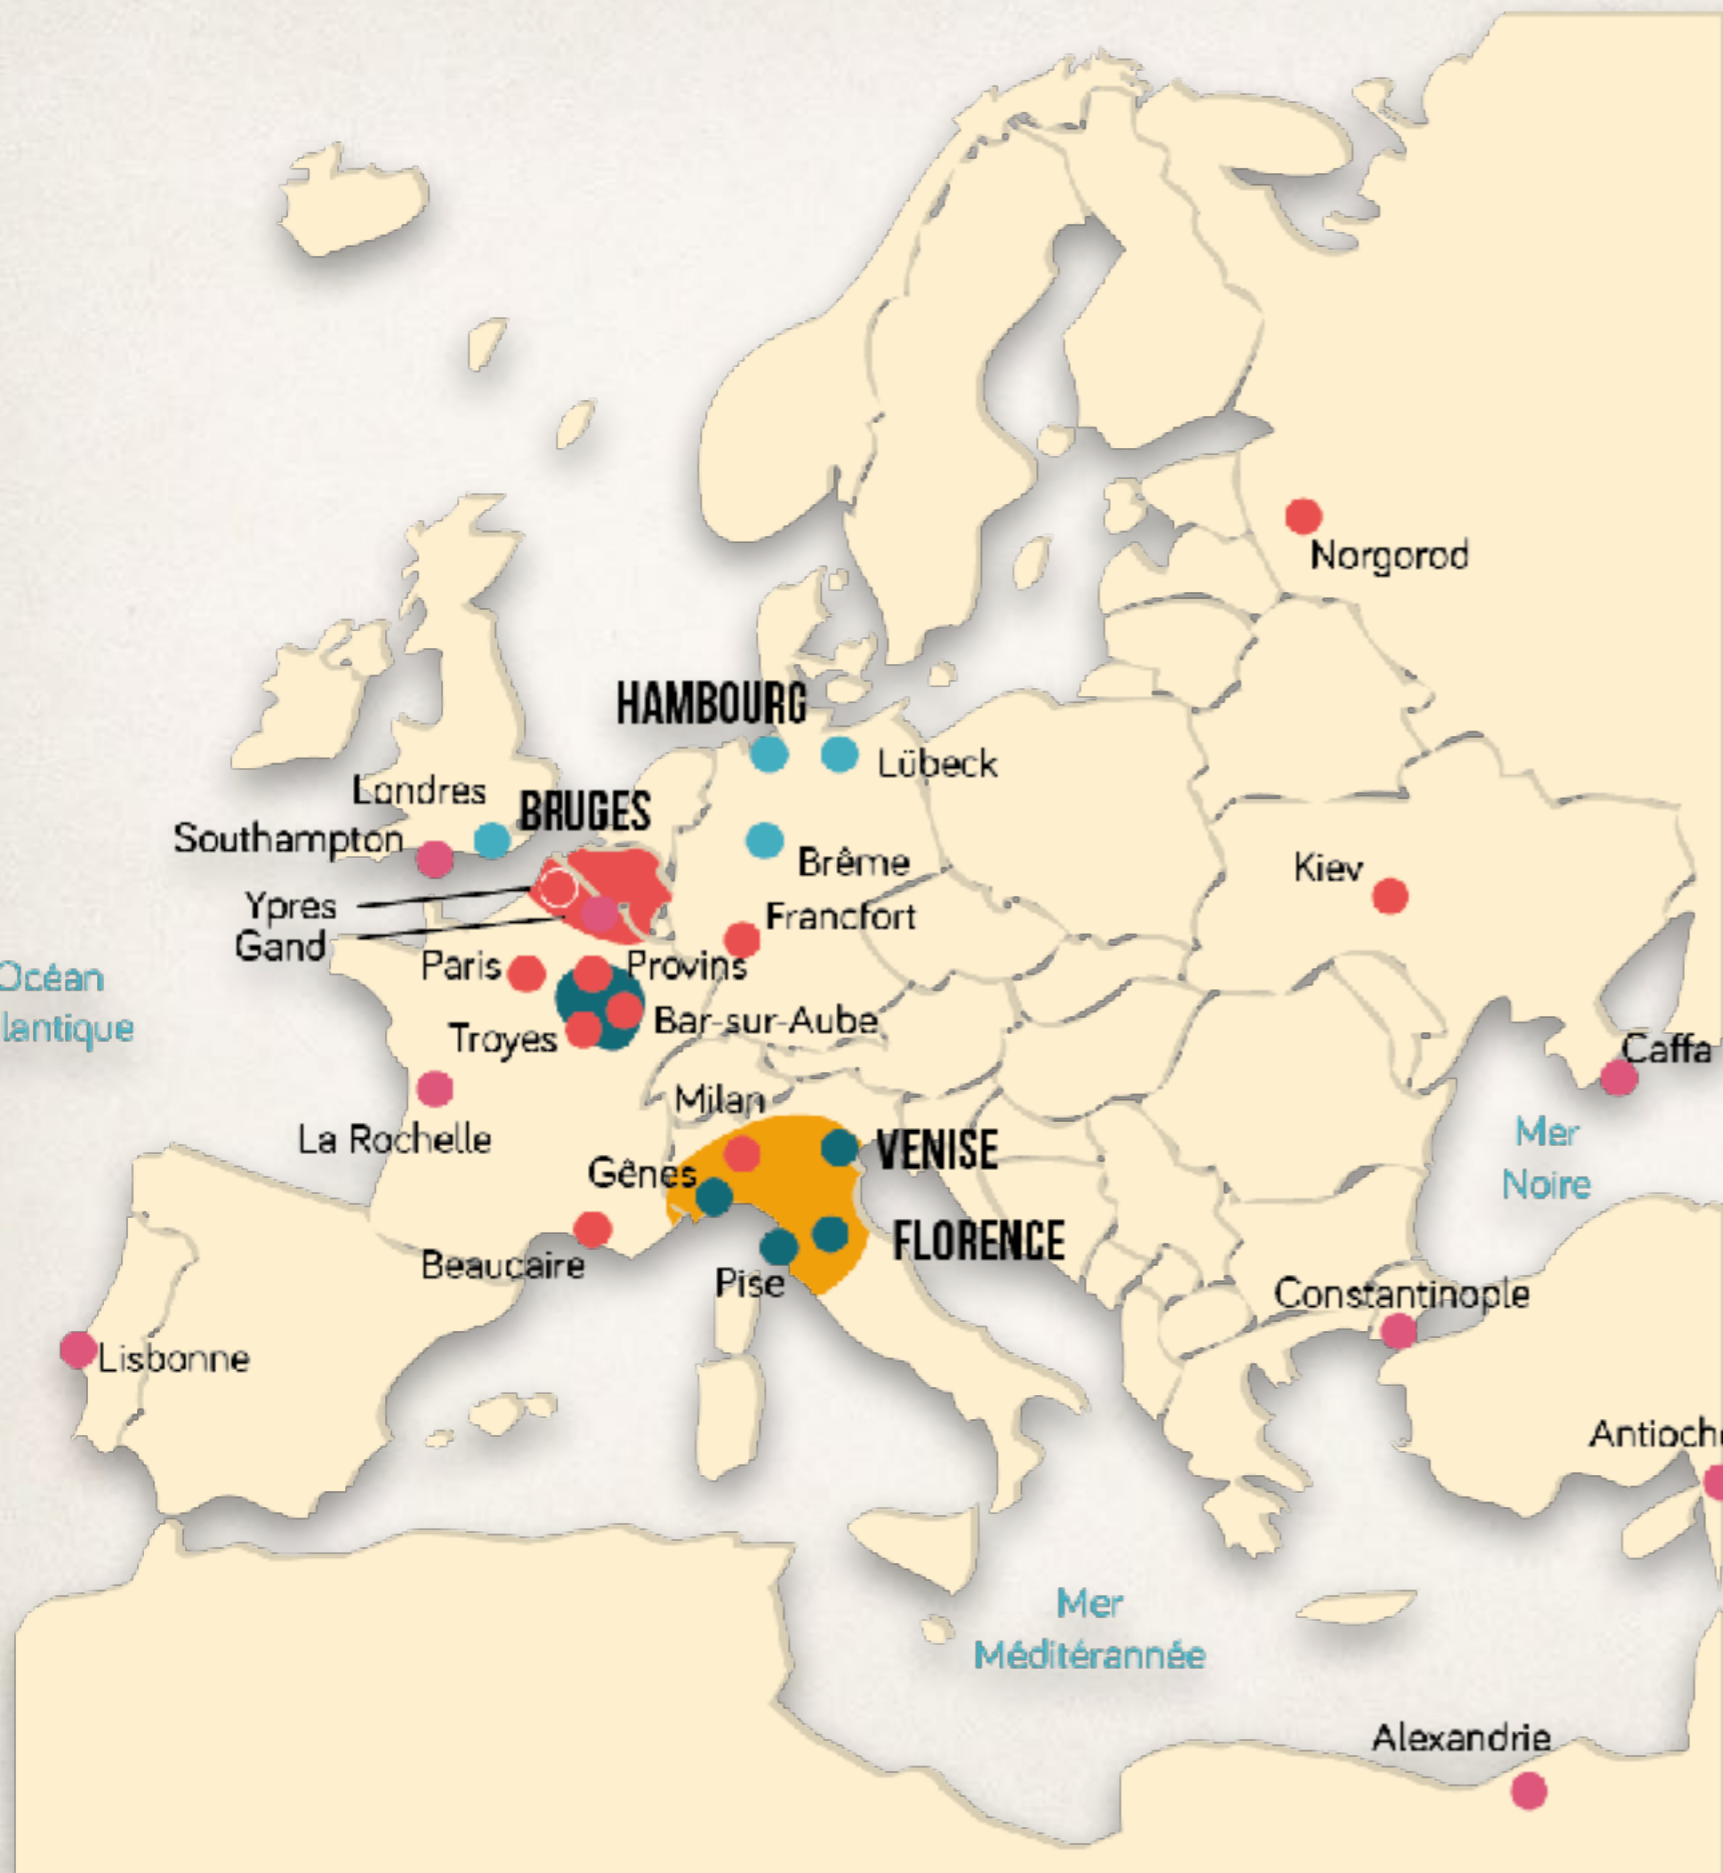 Norgorod
HAMBOURG
Lübeck
Londres
BRUGES
Southampton
Brême
Kiev
Ypres
Francfort
Gand
Paris
Provins
Océan
lantique
Bar-sur-Aube
Troyes
Caffa
Milan
La Rochelle
VENISE
Mer
Noire
Gênes
FLORENCE
Beaucaire
Pise
Constantinople
Lisbonne
Antioch
Mer
Méditérannée
Alexandrie